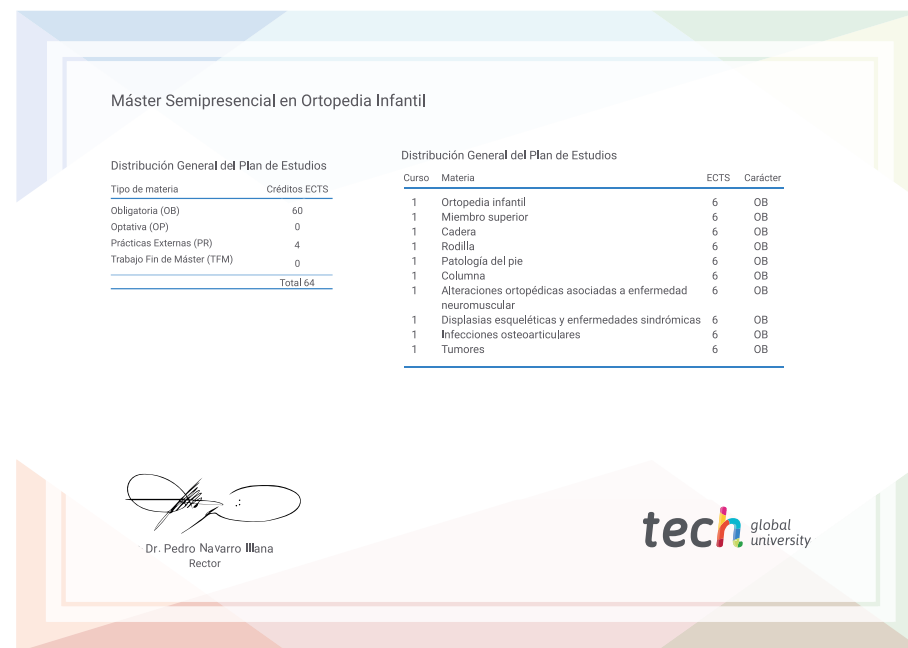 Máster Semipresencial en Ortopedia Infantil
Distribución General del Plan de Estudios
Tipo de materia Créditos ECTS
Obligatoria (OB) 60
Optativa (OP) 0
Prácticas Externas (PR) 4
Trabajo Fin de Máster (TFM) 0
Total 64
Distribución General del Plan de Estudios
Curso Materia ECTS Carácter
1 Ortopedia infantil 6 OB
1 Miembro superior 6 OB
1 Cadera 6 OB
1 Rodilla 6 OB
1 Patología del pie 6 OB
1 Columna 6 OB
1 Alteraciones ortopédicas asociadas a enfermedad 6 OB
neuromuscular
1 Displasias esqueléticas y enfermedades sindrómicas 6 OB
1 Infecciones osteoarticulares 6 OB
1 Tumores 6 OB
Dr. Pedro Navarro Illana
Rector
tech global
university